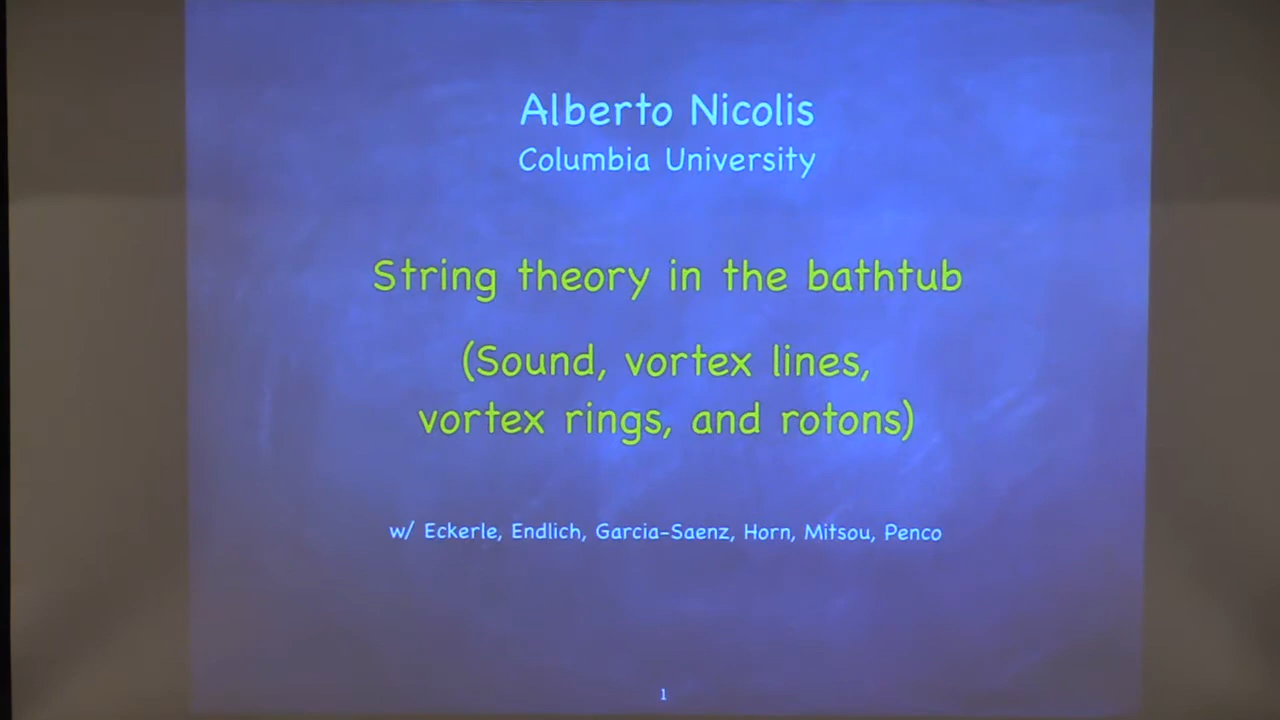 Alberto Nicolis
Columbia University
String theory in the bathtub
(Sound, vortex lines,
vortex rings, and rotons)
w/ Eckerle, Endlich, Garcia-Saenz, Horn, Mitsou, Penco
1